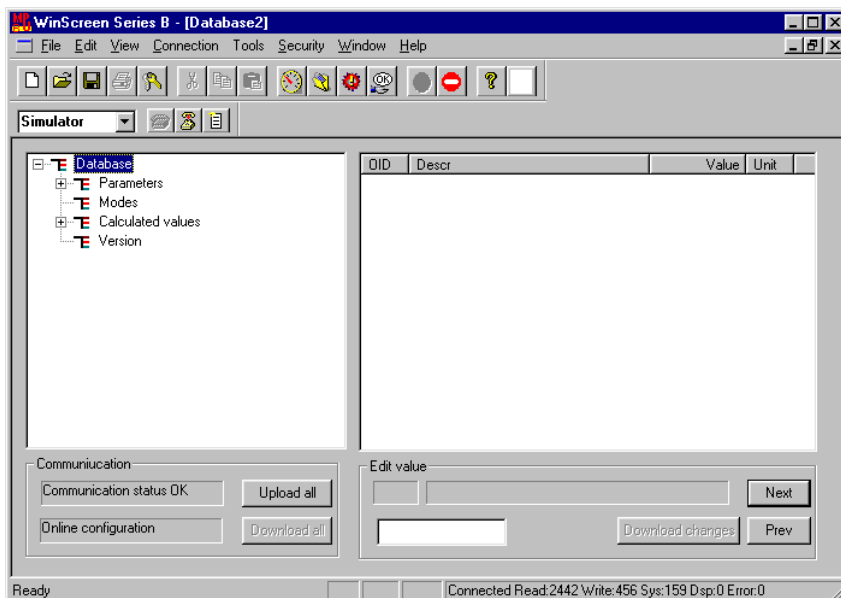 WinScreen Series B - [Database2]
File Edit View Connection Tools Security Window Help
OK
?
Simulator
Database
Parameters
Modes
Calculated values
Version
OID Descr Value Unit
Communiucation
Communication status OK
Upload all
Online configuration
Download all
Edit value
Next
Download changes
Prev
Ready
Connected Read:2442 Write:456 Sys:159 Dsp:0 Error:0